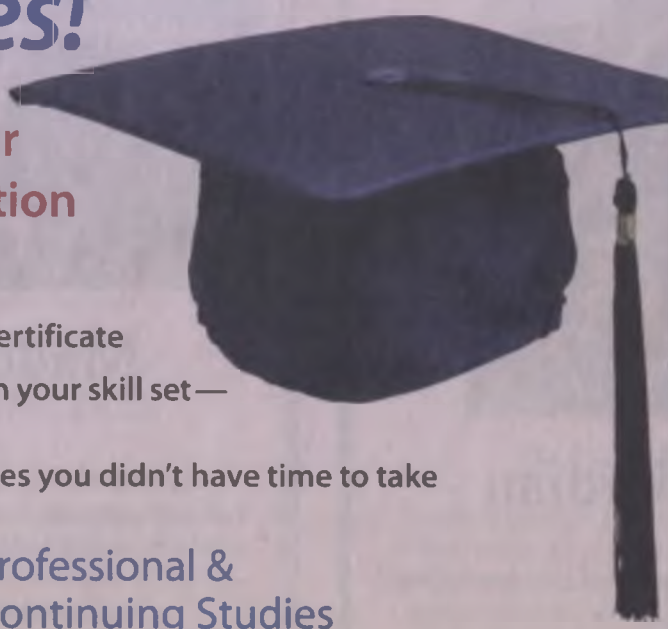 es!
r
tion
ertificate
n your skill set—
es you didn't have time to take
rofessional &
ontinuing Studies